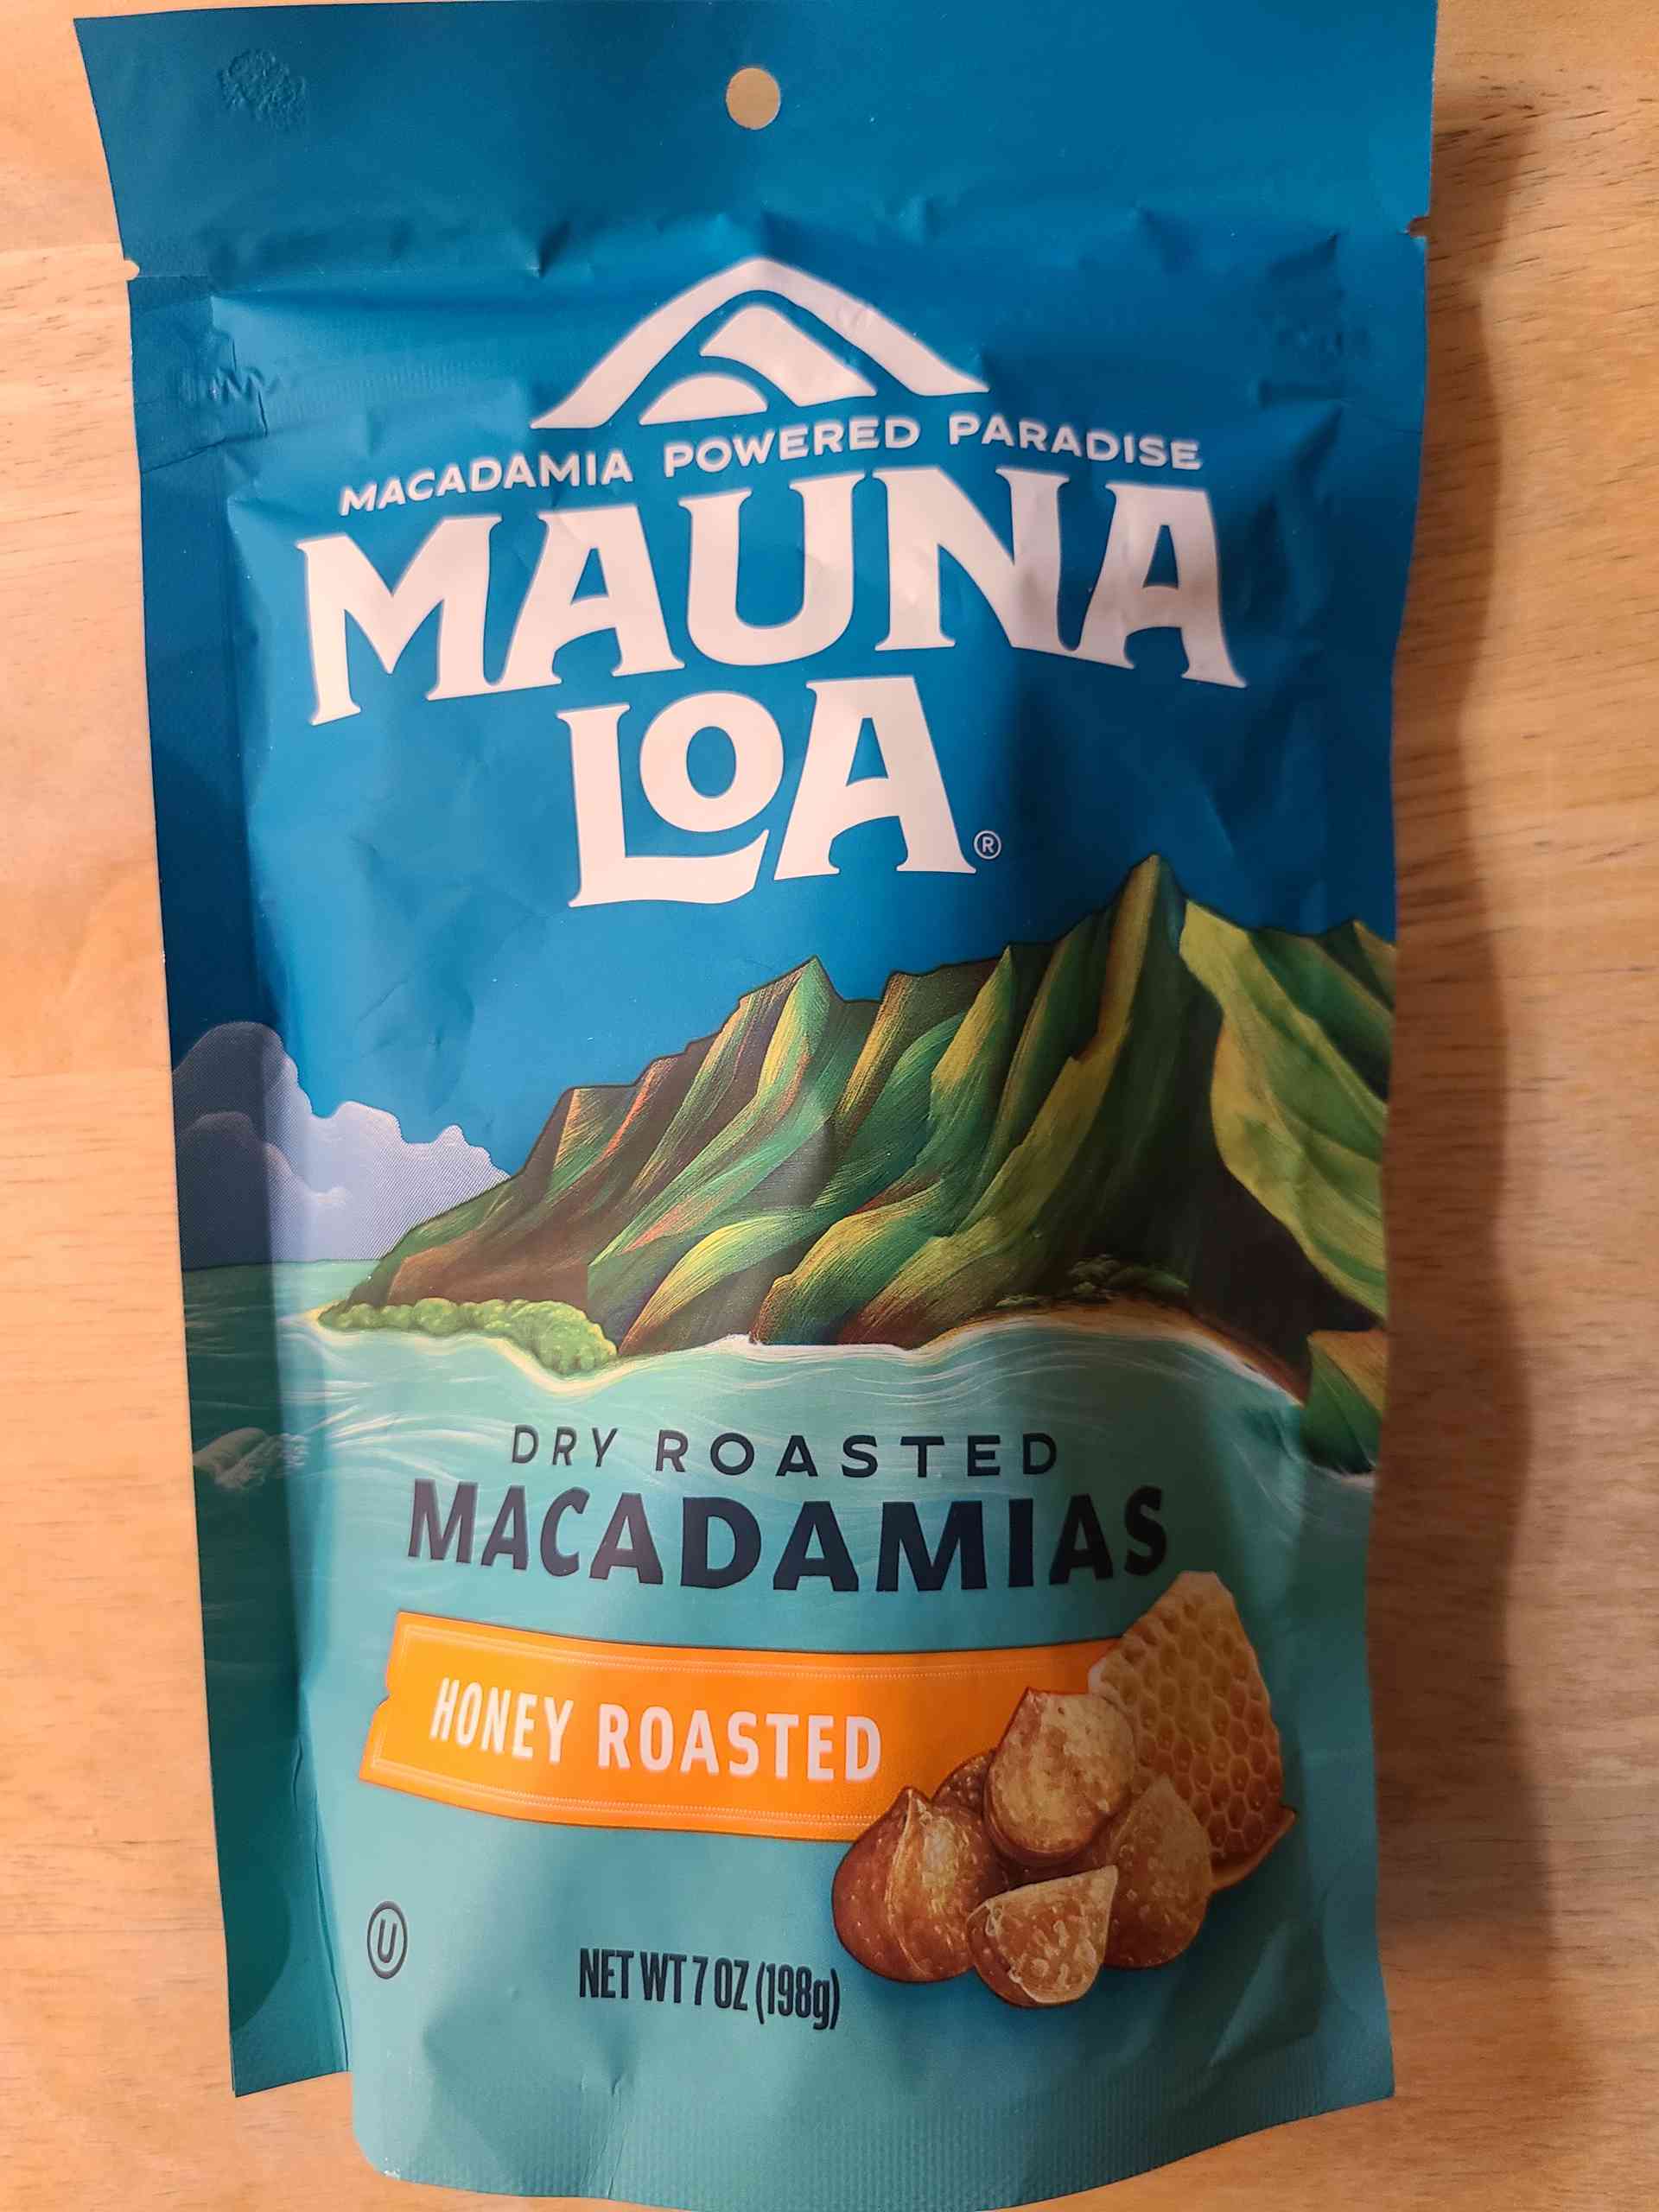 MACADAMIA POWERED PARADISE
MAUNA
LOA®
DRY ROASTED
MACADAMIAS
HONEY ROASTED
U
NET WT 7 OZ (198g)